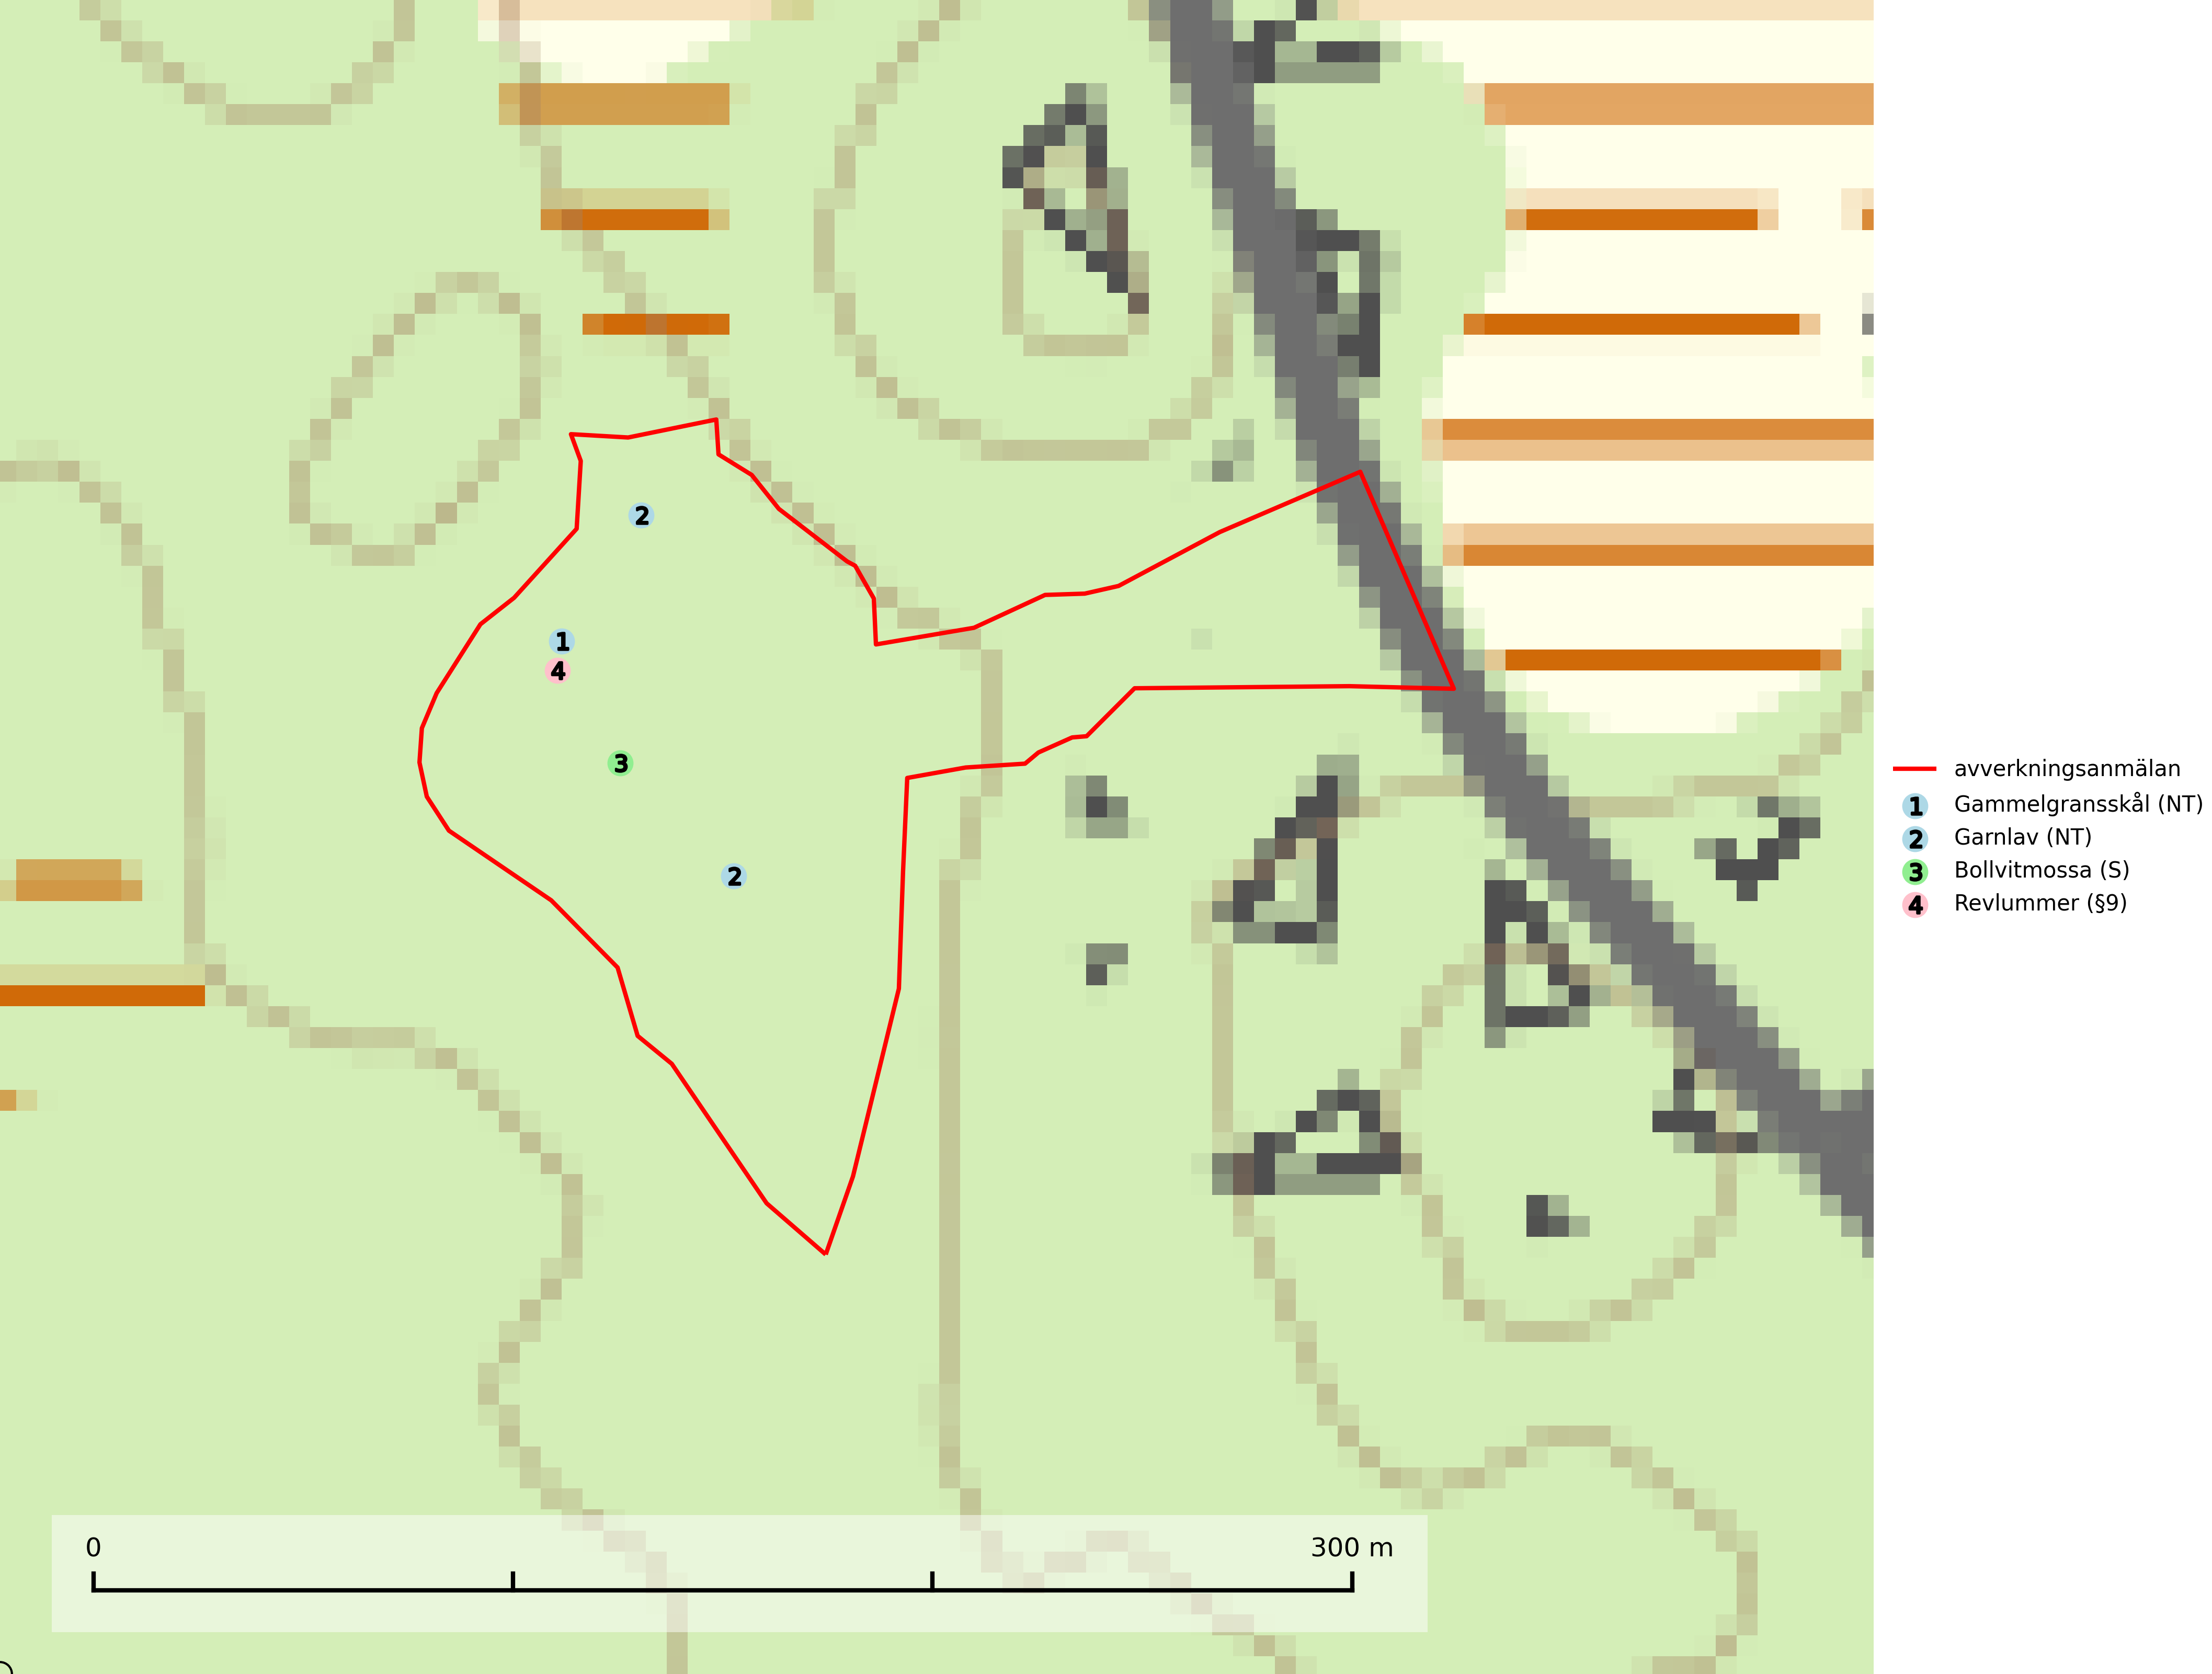 2
1
4
3
2
avverkningsanmälan
1 Gammelgransskål (NT)
2 Garnlav (NT)
3 Bollvitmossa (S)
4 Revlummer (§9)
0 300 m